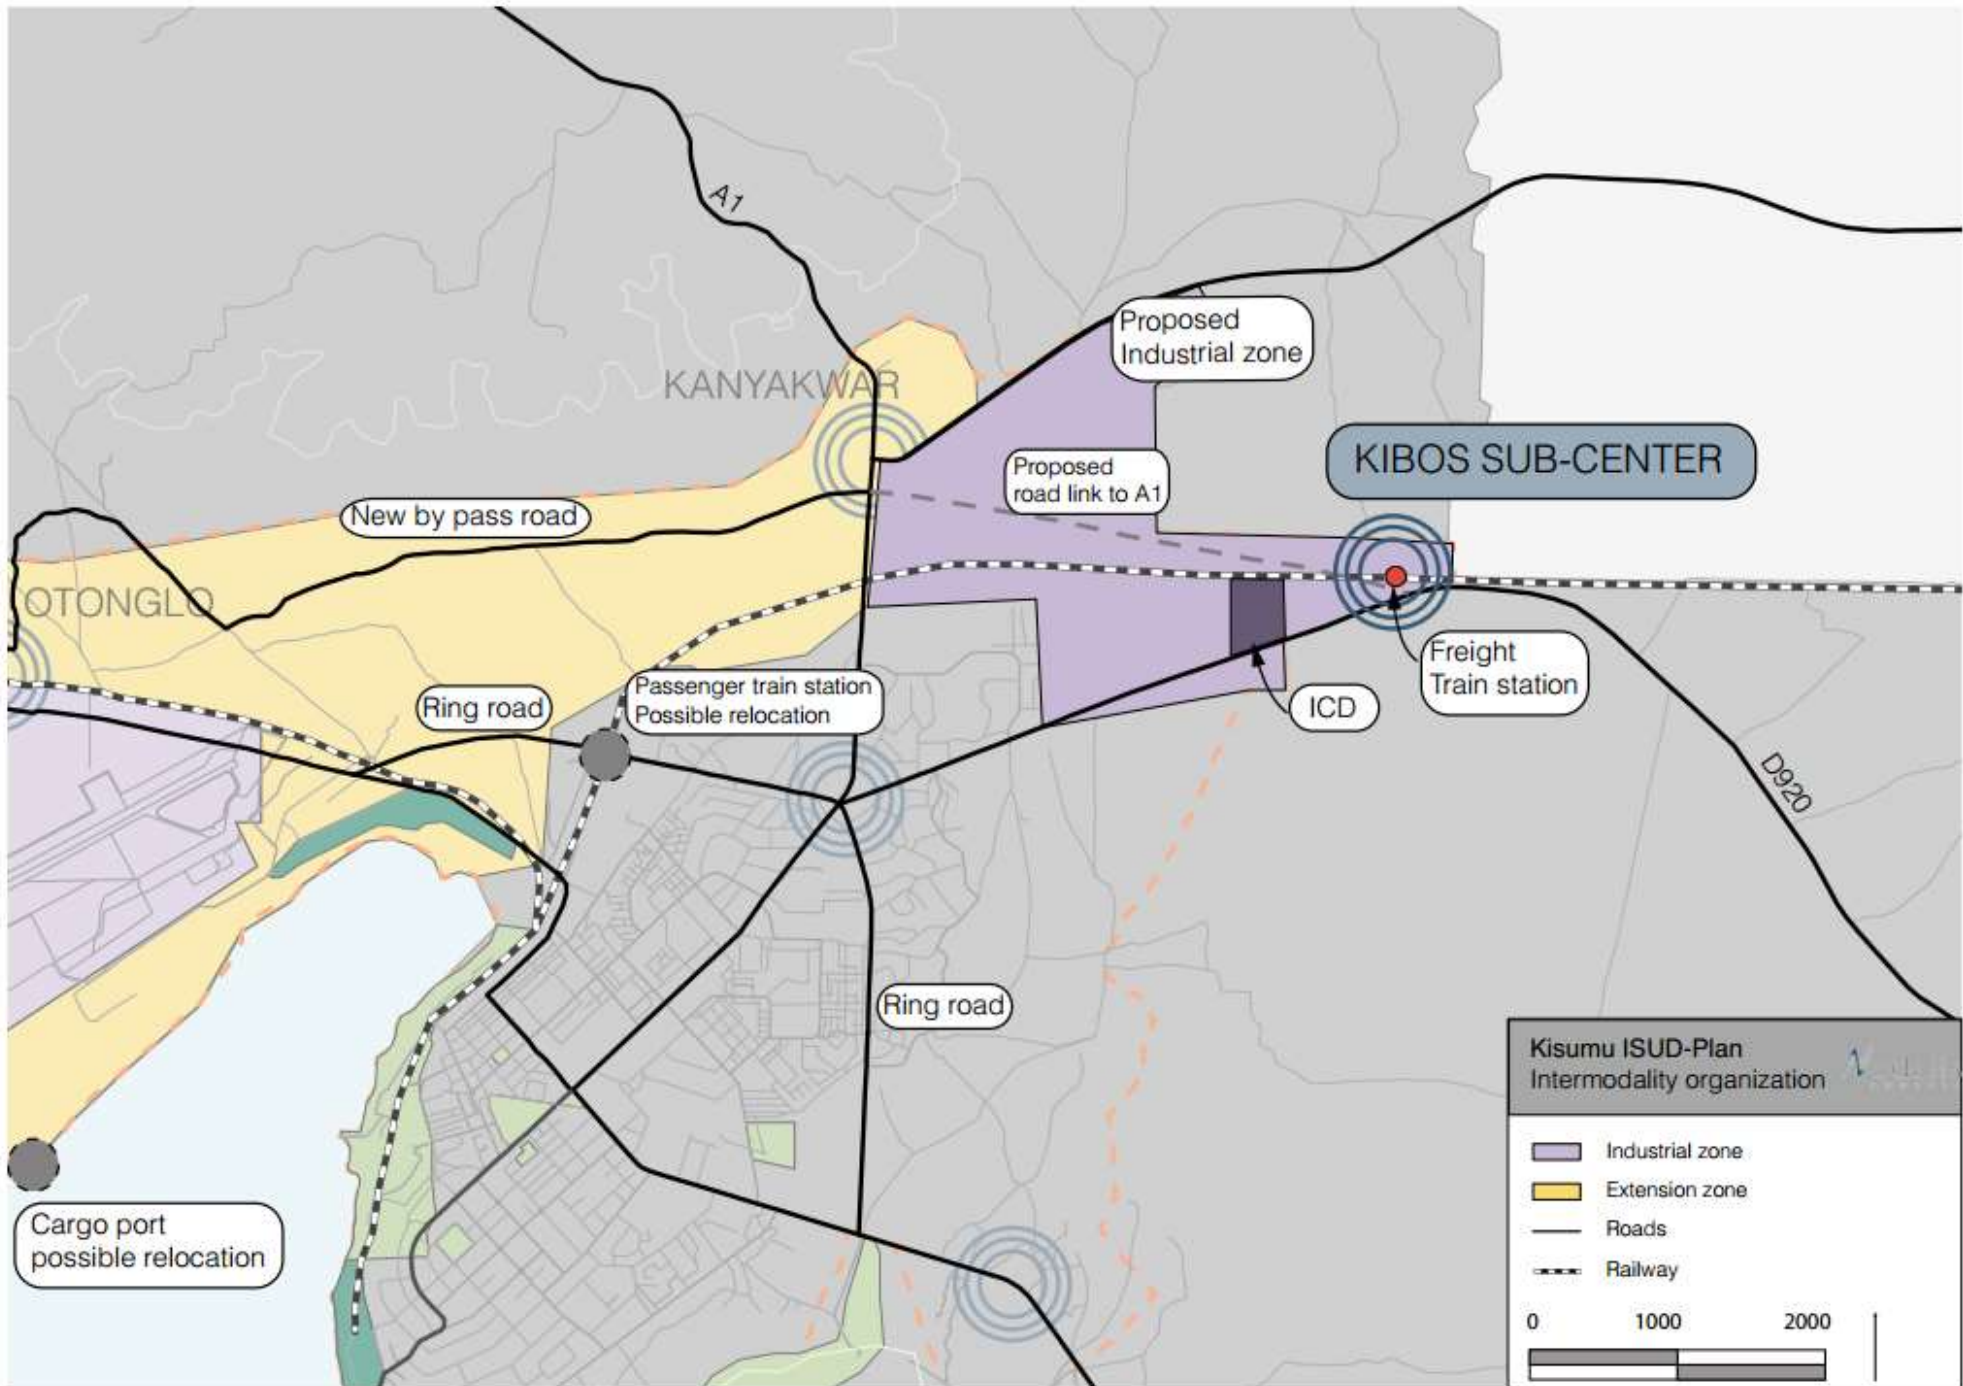 A1
Proposed
Industrial zone
KANYAKWAR
KIBOS SUB-CENTER
Proposed
road link to A1
New by pass road
OTONGLO
Freight
Train station
Passenger train station
Possible relocation
Ring road
ICD
D920
Ring road
Cargo port
possible relocation
Kisumu ISUD-Plan
Intermodality organization
Industrial zone
Extension zone
Roads
Railway
0 1000 2000